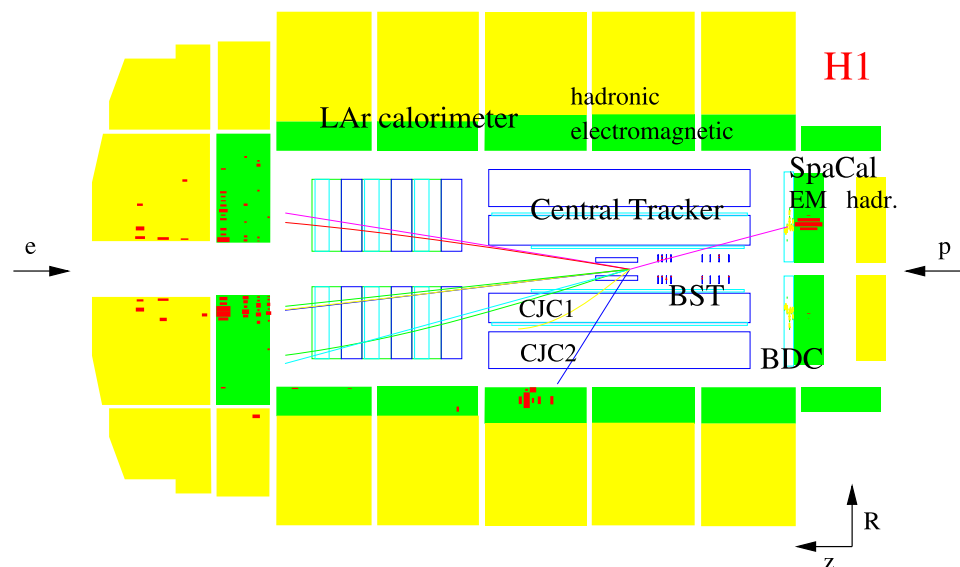 H1
hadronic
LAr calorimeter
electromagnetic
SpaCal
EM hadr.
Central Tracker
e
p
BST
CJC1
CJC2
BDC
R
z